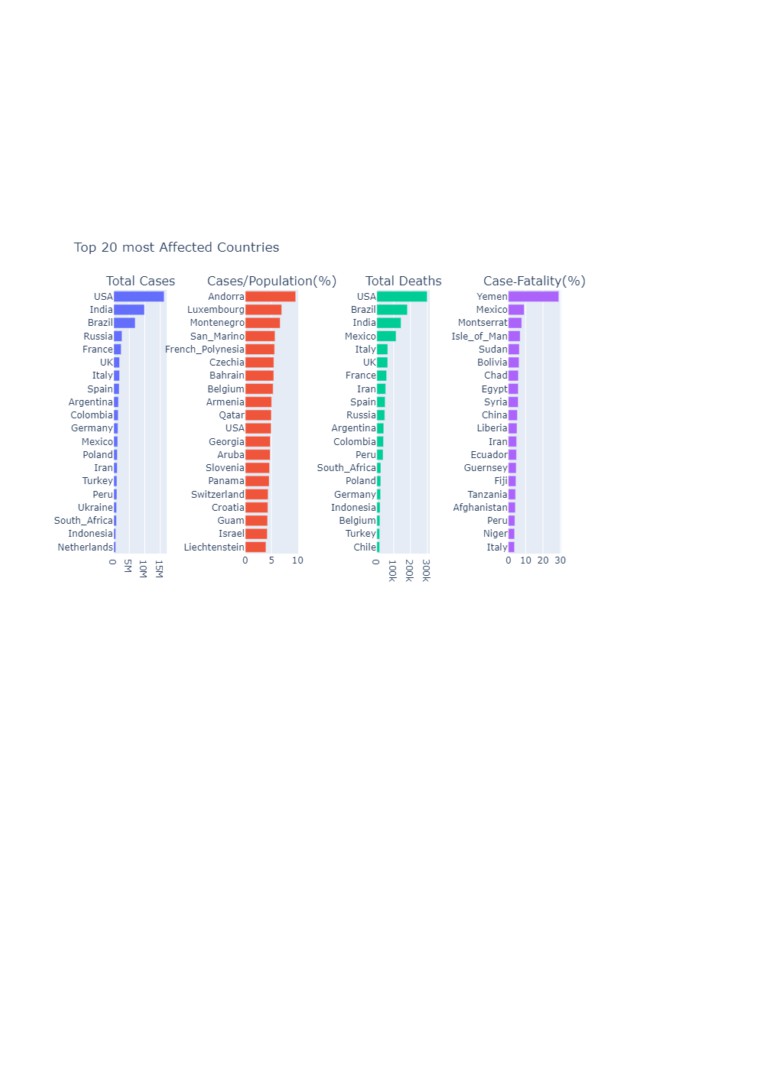 Top 20 most Affected Countries
Total Cases
USA
India
Brazil
Russia
France
UK
Italy
Spain
Argentina
Colombia
Germany
Mexico
Poland
Iran
Turkey
Peru
Ukraine
South_Africa
Indonesia
Netherlands
0 5M 10M 15M
Cases/Population(%)
Andorra
Luxembourg
Montenegro
San_Marino
French_Polynesia
Czechia
Bahrain
Belgium
Armenia
Qatar
USA
Georgia
Aruba
Slovenia
Panama
Switzerland
Croatia
Guam
Israel
Liechtenstein
0 5 10
Total Deaths
USA
Brazil
India
Mexico
Italy
UK
France
Iran
Spain
Russia
Argentina
Colombia
Peru
South_Africa
Poland
Germany
Indonesia
Belgium
Turkey
Chile
0 100k 200k 300k
Case-Fatality(%)
Yemen
Mexico
Montserrat
Isle_of_Man
Sudan
Bolivia
Chad
Egypt
Syria
China
Liberia
Iran
Ecuador
Guernsey
Fiji
Tanzania
Afghanistan
Peru
Niger
Italy
0 10 20 30